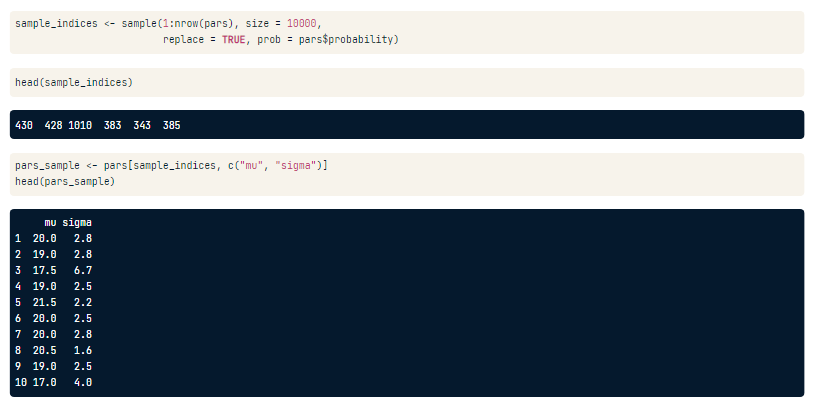 sample_indices <- sample(1:nrow(pars), size = 10000,
                         replace = TRUE, prob = pars$probability)
head(sample_indices)
430  428 1010  383  343  385
pars_sample <- pars[sample_indices, c("mu", "sigma")]
head(pars_sample)
     mu sigma
1  20.0   2.8
2  19.0   2.8
3  17.5   6.7
4  19.0   2.5
5  21.5   2.2
6  20.0   2.5
7  20.0   2.8
8  20.5   1.6
9  19.0   2.5
10 17.0   4.0